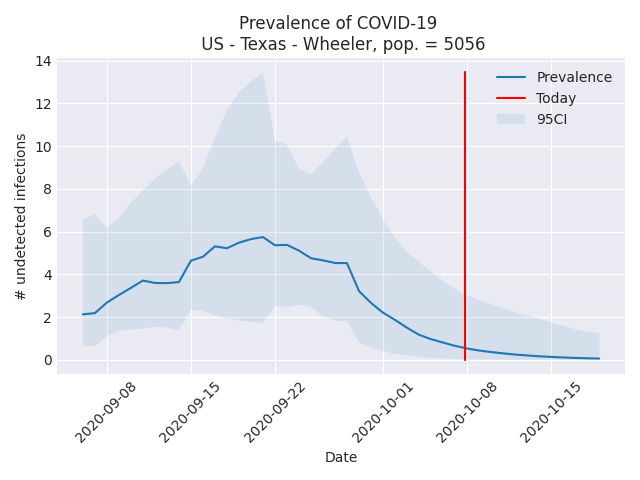 Prevalence of COVID-19
US - Texas - Wheeler, pop. = 5056
Prevalence
Today
95CI
# undetected infections
14
12
10
8
6
4
2
0
2020-09-08
2020-09-15
2020-09-22
2020-10-01
2020-10-08
2020-10-15
Date